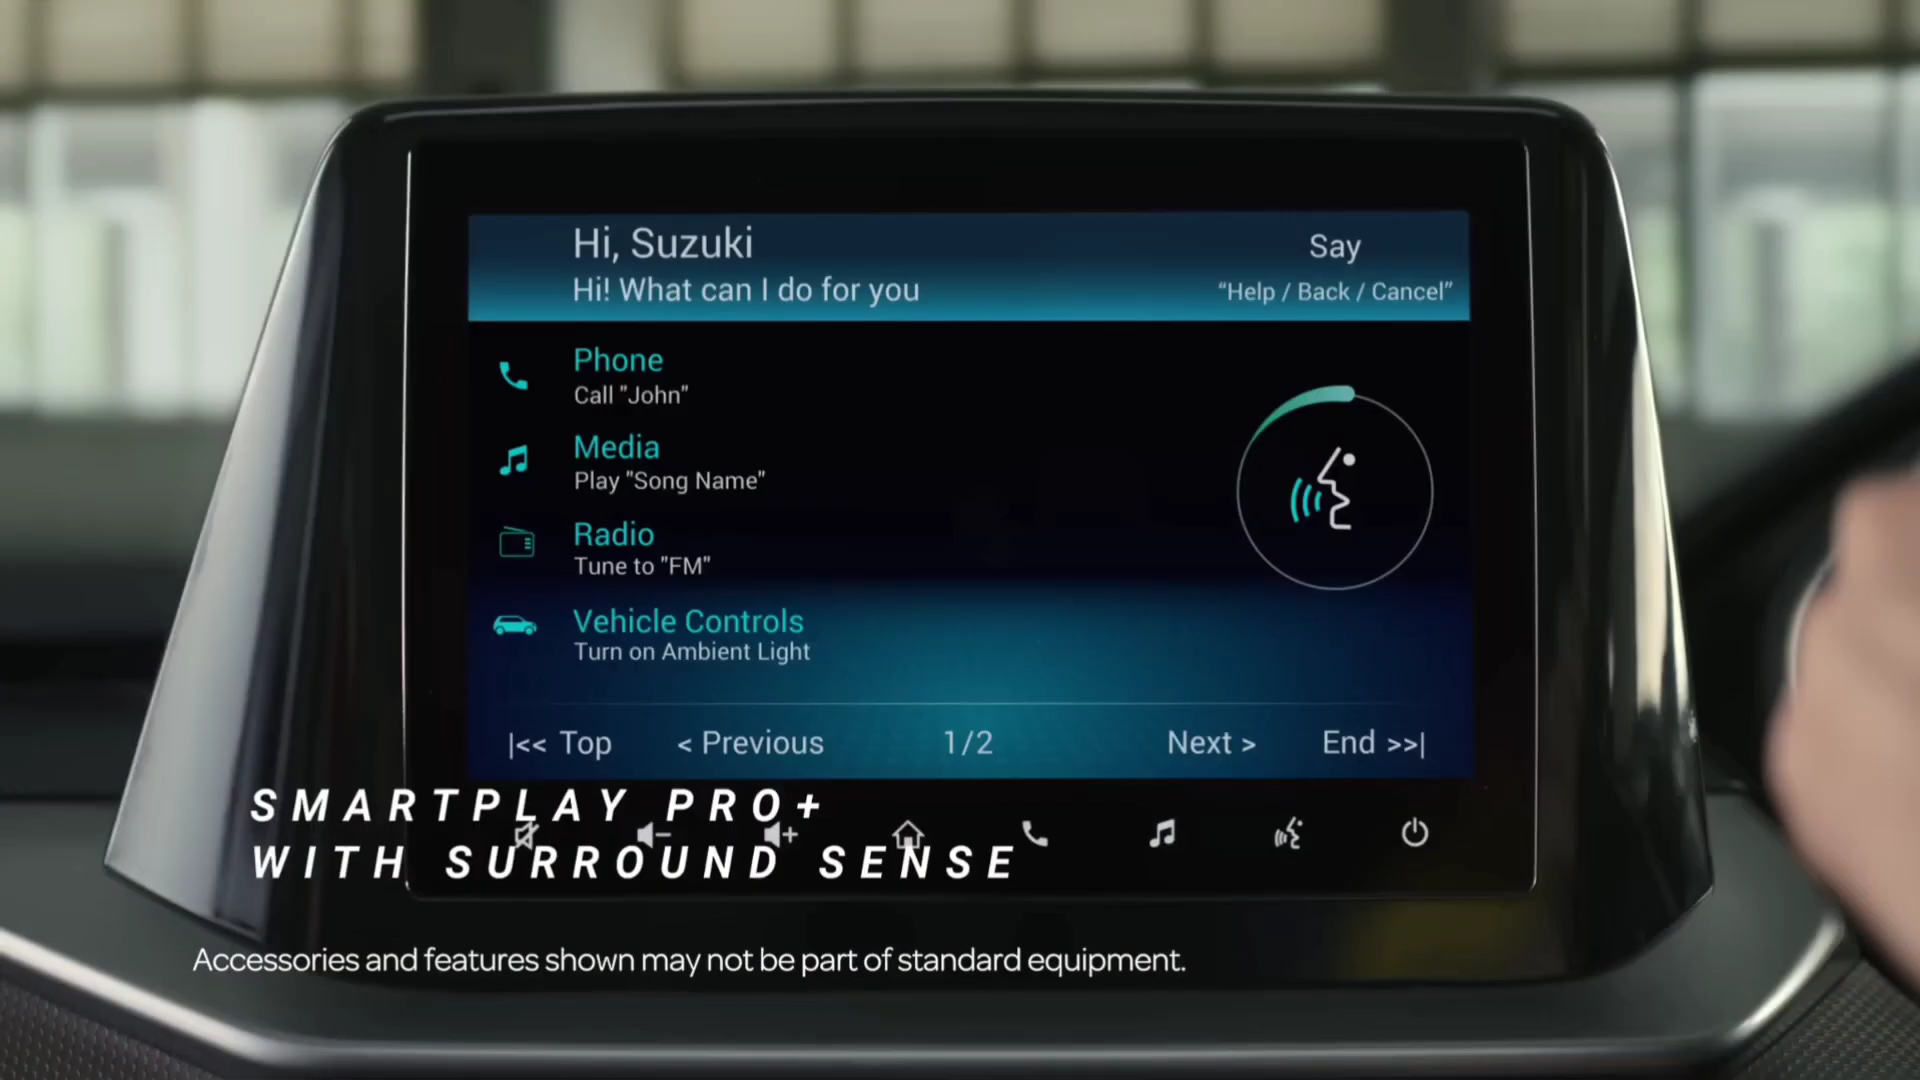 Hi, Suzuki
Hi! What can I do for you
Say
“Help / Back / Cancel”
Phone
Call "John"
Media
Play "Song Name"
Radio
Tune to "FM"
Vehicle Controls
Turn on Ambient Light
|<< Top < Previous 1/2 Next > End >>|
SMARTPLAY PRO+
WITH SURROUND SENSE
Accessories and features shown may not be part of standard equipment.